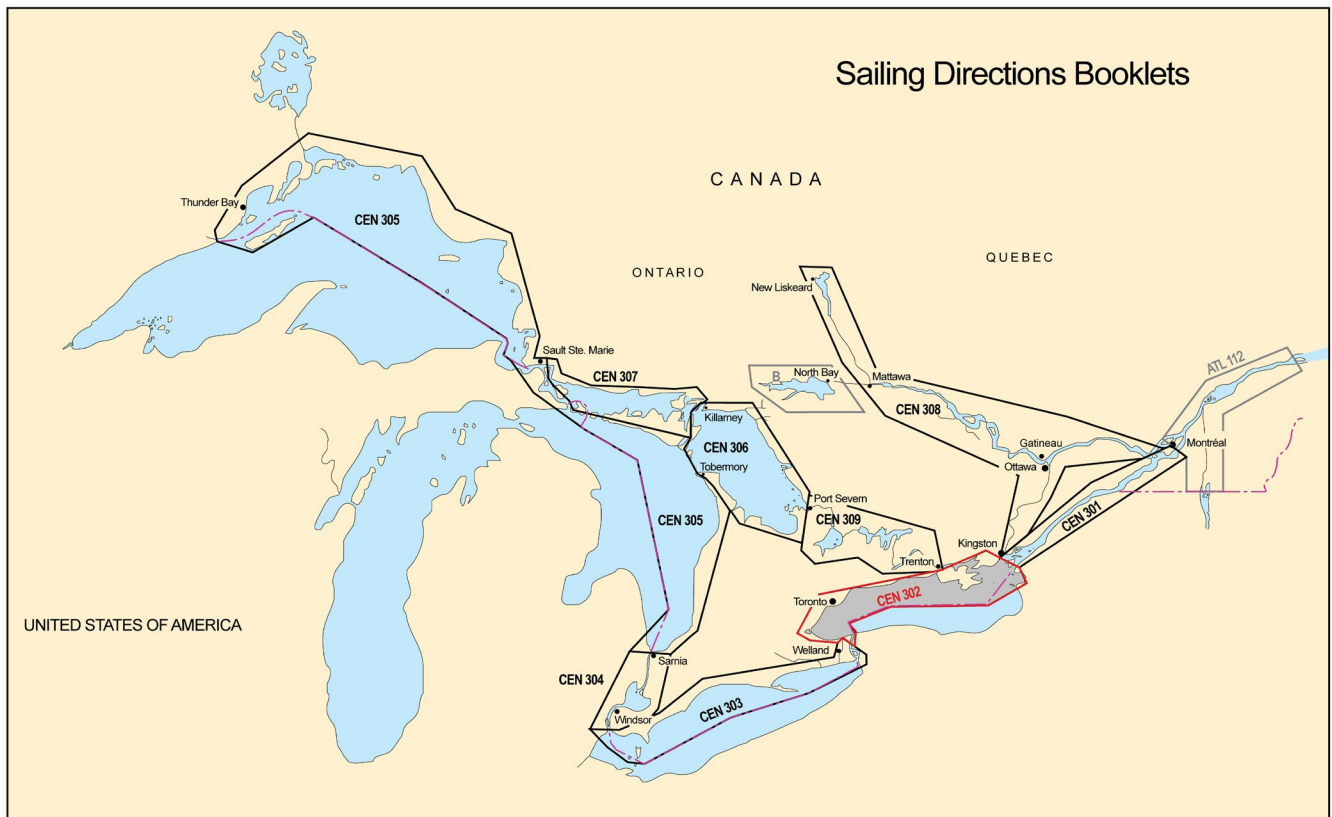 Sailing Directions Booklets
CANADA
Thunder Bay
CEN 305
ONTARIO
QUEBEC
New Liskeard
Sault Ste. Marie
CEN 307
B
North Bay
Mattawa
ATL 112
CEN 308
Killarney
CEN 306
Tobermory
Gatineau
Ottawa
Montréal
Port Severn
CEN 309
CEN 305
CEN 301
Kingston
Trenton
CEN 302
Toronto
UNITED STATES OF AMERICA
Welland
Sarnia
CEN 304
CEN 303
Windsor